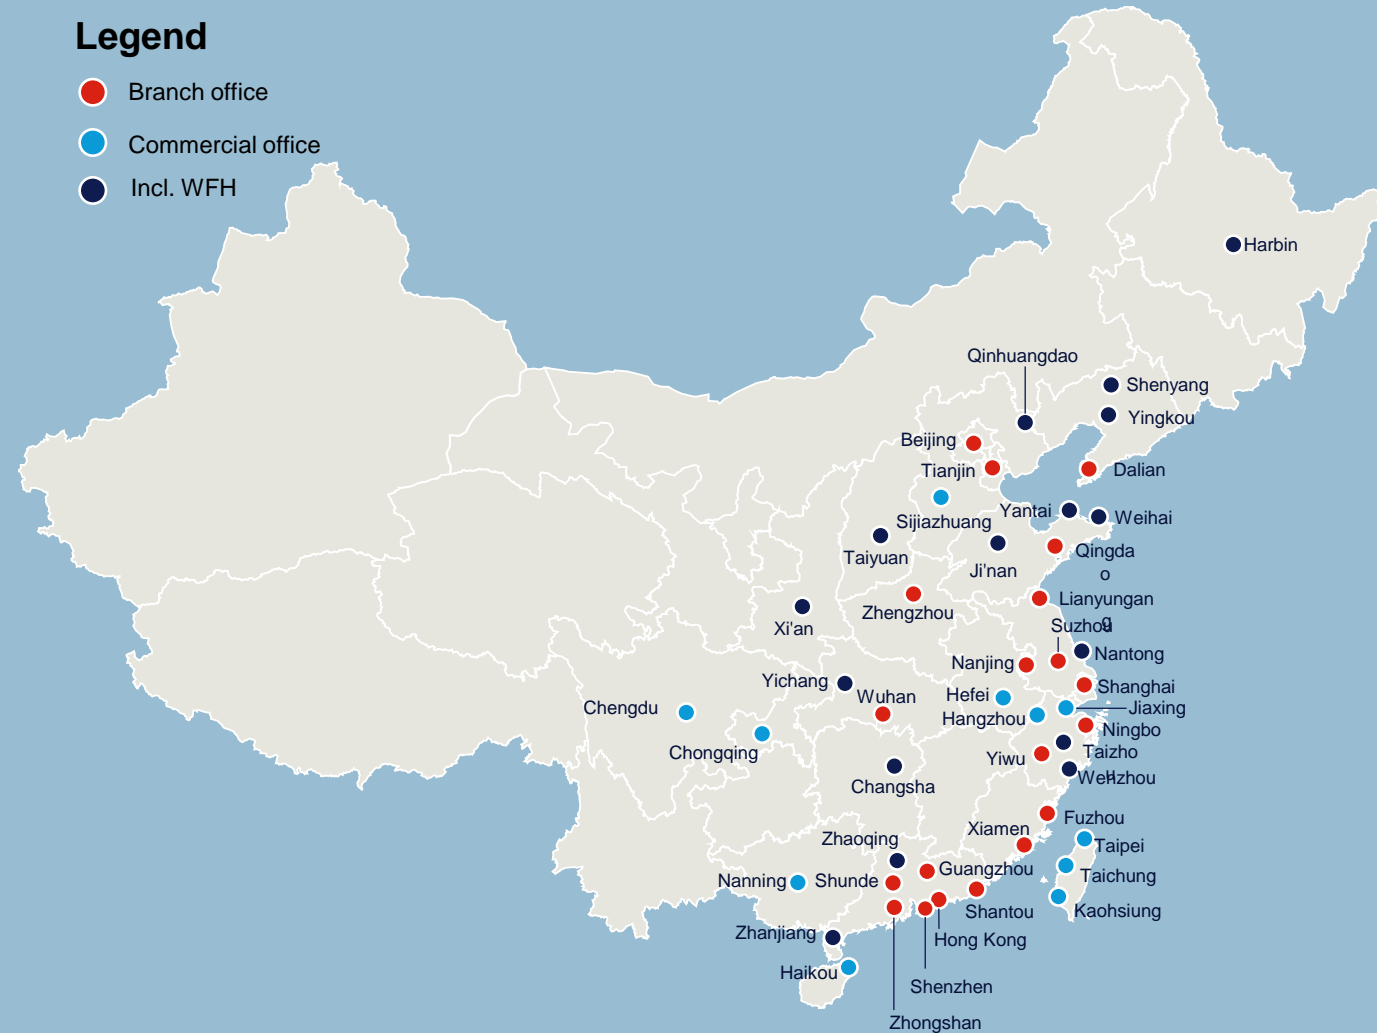 Legend
Branch office
Commercial office
Incl. WFH
Harbin
Qinhuangdao
Shenyang
Yingkou
Beijing
Tianjin
Dalian
Sijiazhuang
Yantai
Weihai
Taiyuan
Ji'nan
Qingda
o
Zhengzhou
Lianyungan
g
Xi'an
Suzhou
Nanjing
Nantong
Yichang
Wuhan
Hefei
Shanghai
Chengdu
Hangzhou
Jiaxing
Ningbo
Chongqing
Yiwu
Taizho
u
Wenzhou
Changsha
Fuzhou
Xiamen
Zhaoqing
Taipei
Guangzhou
Taichung
Nanning
Shunde
Shantou
Kaohsiung
Zhanjiang
Hong Kong
Haikou
Shenzhen
Zhongshan